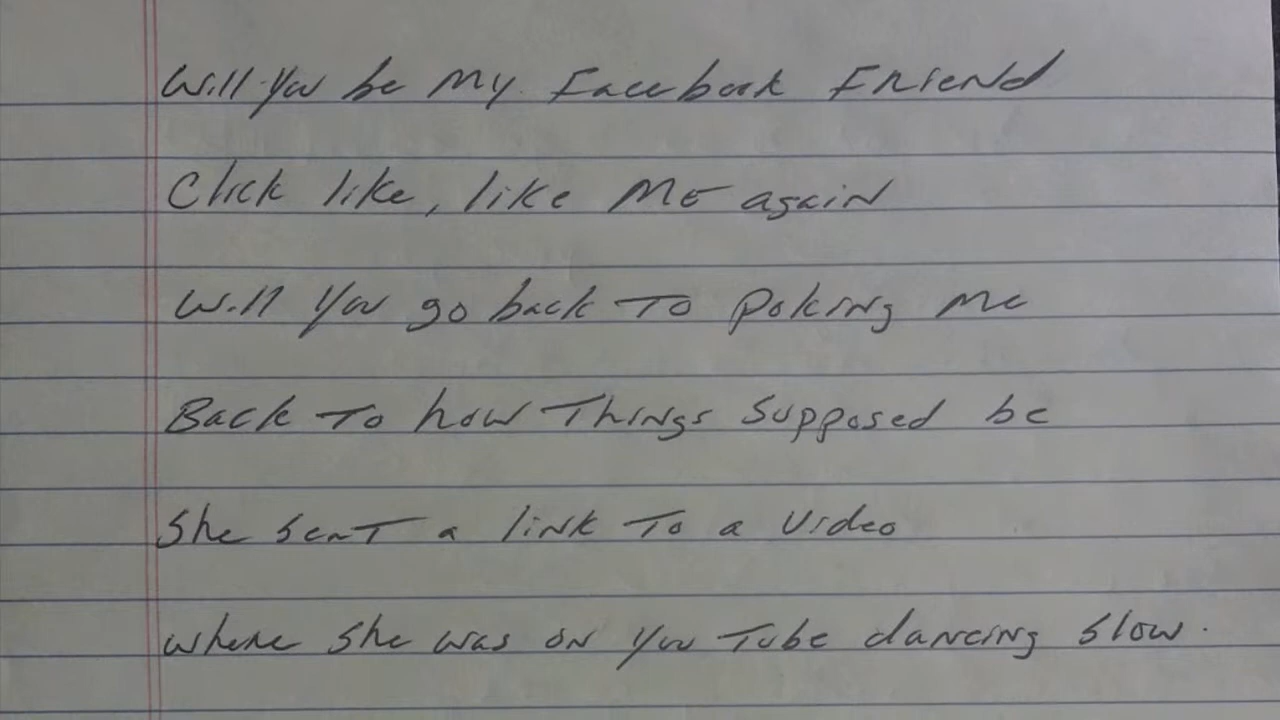 Will you be my Facebook Friend
Click like, like me again
Will you go back to poking me
Back to how things supposed be
She sent a link to a video
where she was on you tube dancing slow.